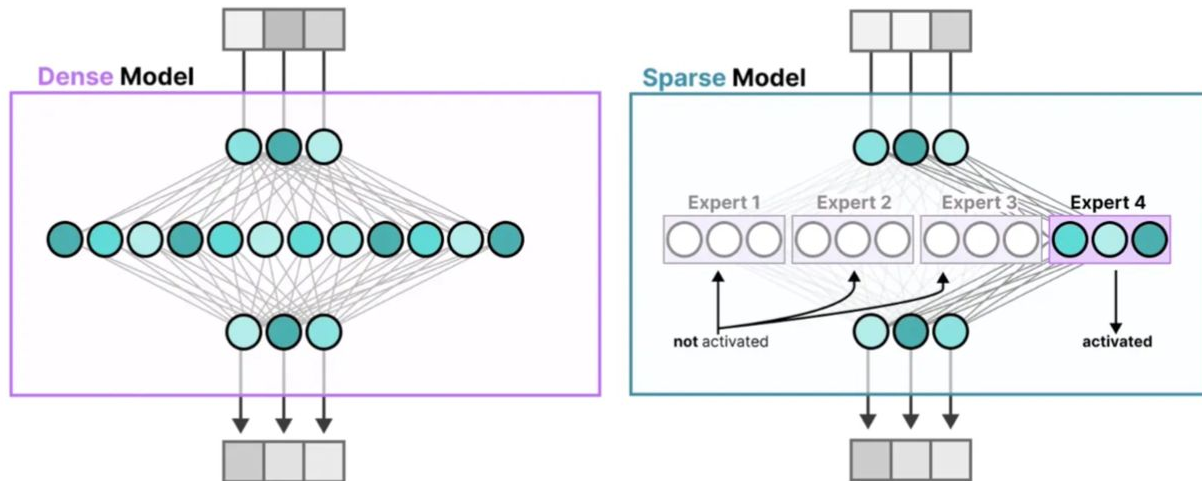 Dense Model
Sparse Model
Expert 1
Expert 2
Expert 3
Expert 4
not activated
activated